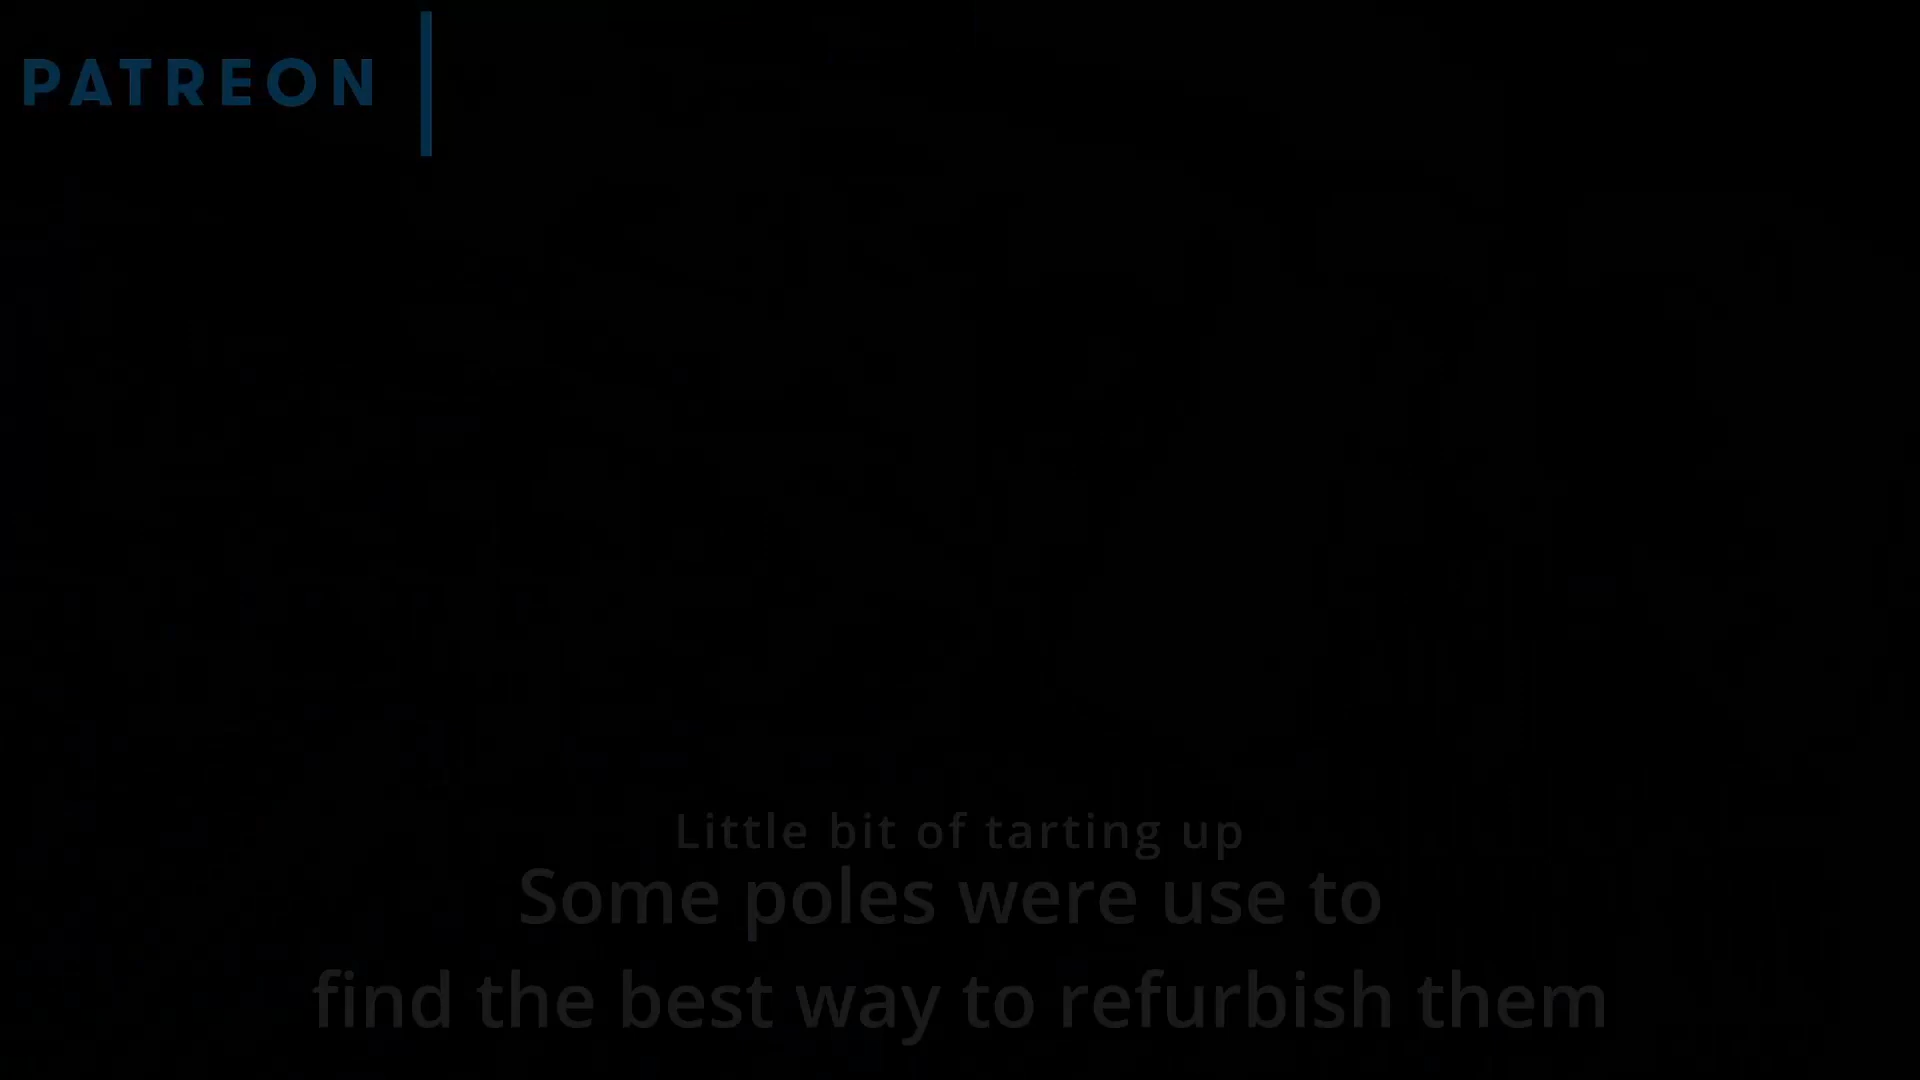 PATREON
Little bit of tarting up
Some poles were use to
find the best way to refurbish them